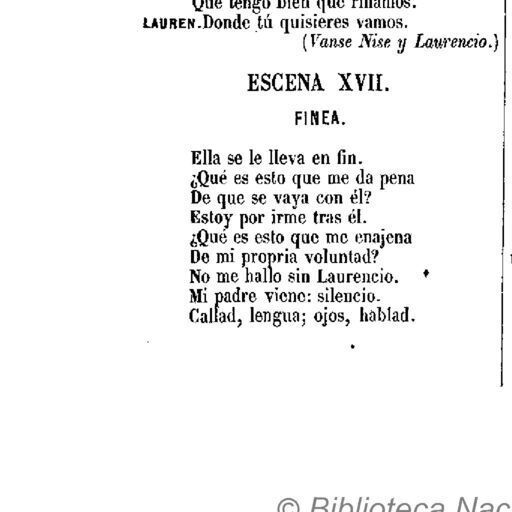 Que tengo bien que riñamos.
LAUREN. Donde tú quisieres vamos.
(Vanse Nise y Laurencio.)
ESCENA XVII.
FINEA.
Ella se le lleva en fin.
¿Qué es esto que me da pena
De que se vaya con él?
Estoy por irme tras él.
¿Qué es esto que me enajena
De mi propria voluntad?
No me hallo sin Laurencio.
Mi padre viene: silencio.
Callad, lengua; ojos, hablad.
© Biblioteca Nac